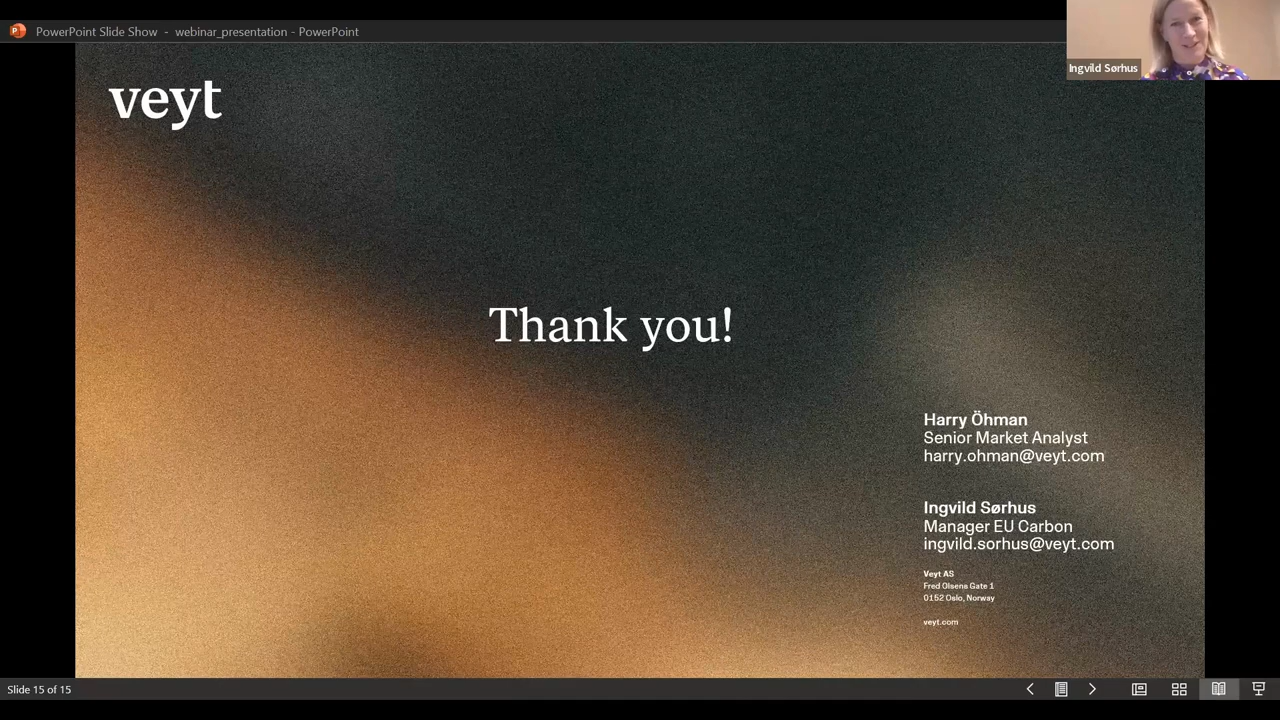 PowerPoint Slide Show - webinar_presentation - PowerPoint
Ingvild Sørhus
veyt
Thank you!
Harry Öhman
Senior Market Analyst
harry.ohman@veyt.com
Ingvild Sørhus
Manager EU Carbon
ingvild.sorhus@veyt.com
Veyt AS
Fred Olsens Gate 1
0152 Oslo, Norway
veyt.com
Slide 15 of 15